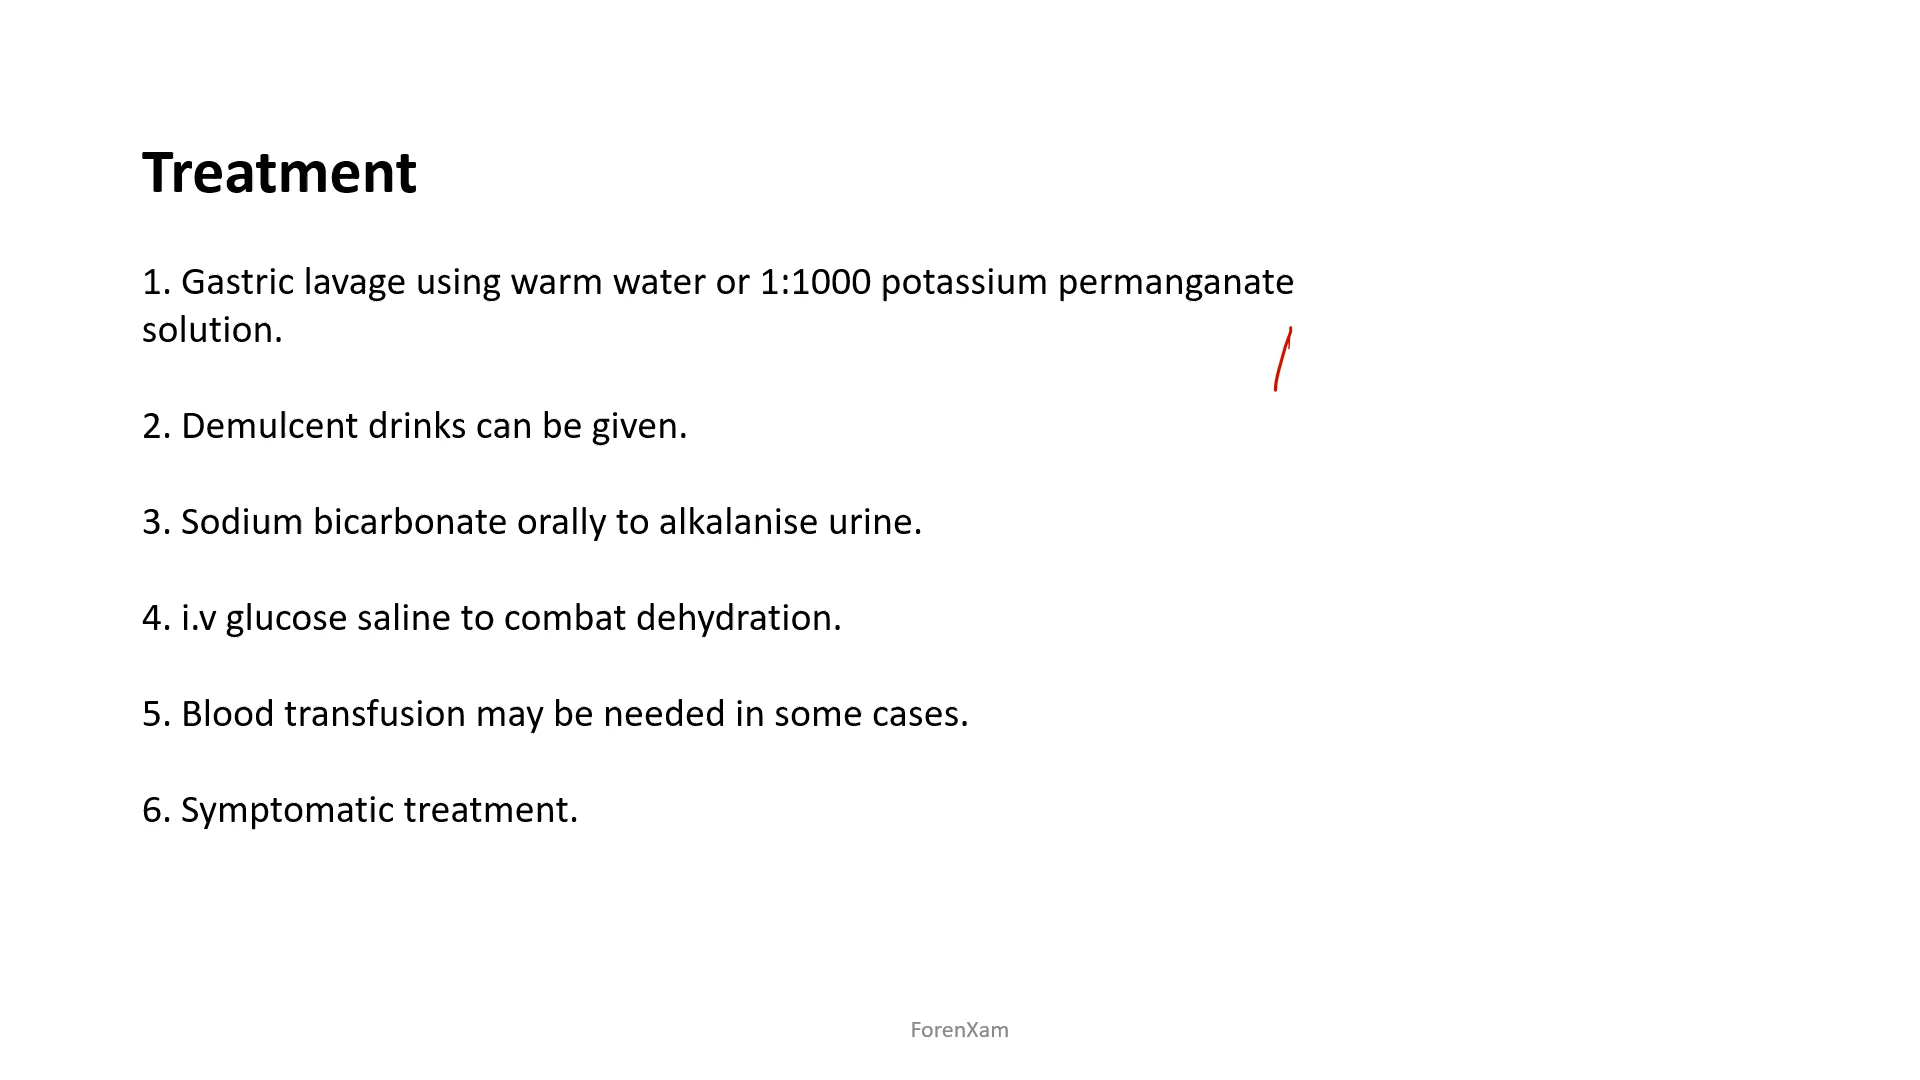 Treatment
1. Gastric lavage using warm water or 1:1000 potassium permanganate
solution.
2. Demulcent drinks can be given.
3. Sodium bicarbonate orally to alkalanise urine.
4. i.v glucose saline to combat dehydration.
5. Blood transfusion may be needed in some cases.
6. Symptomatic treatment.
ForenXam